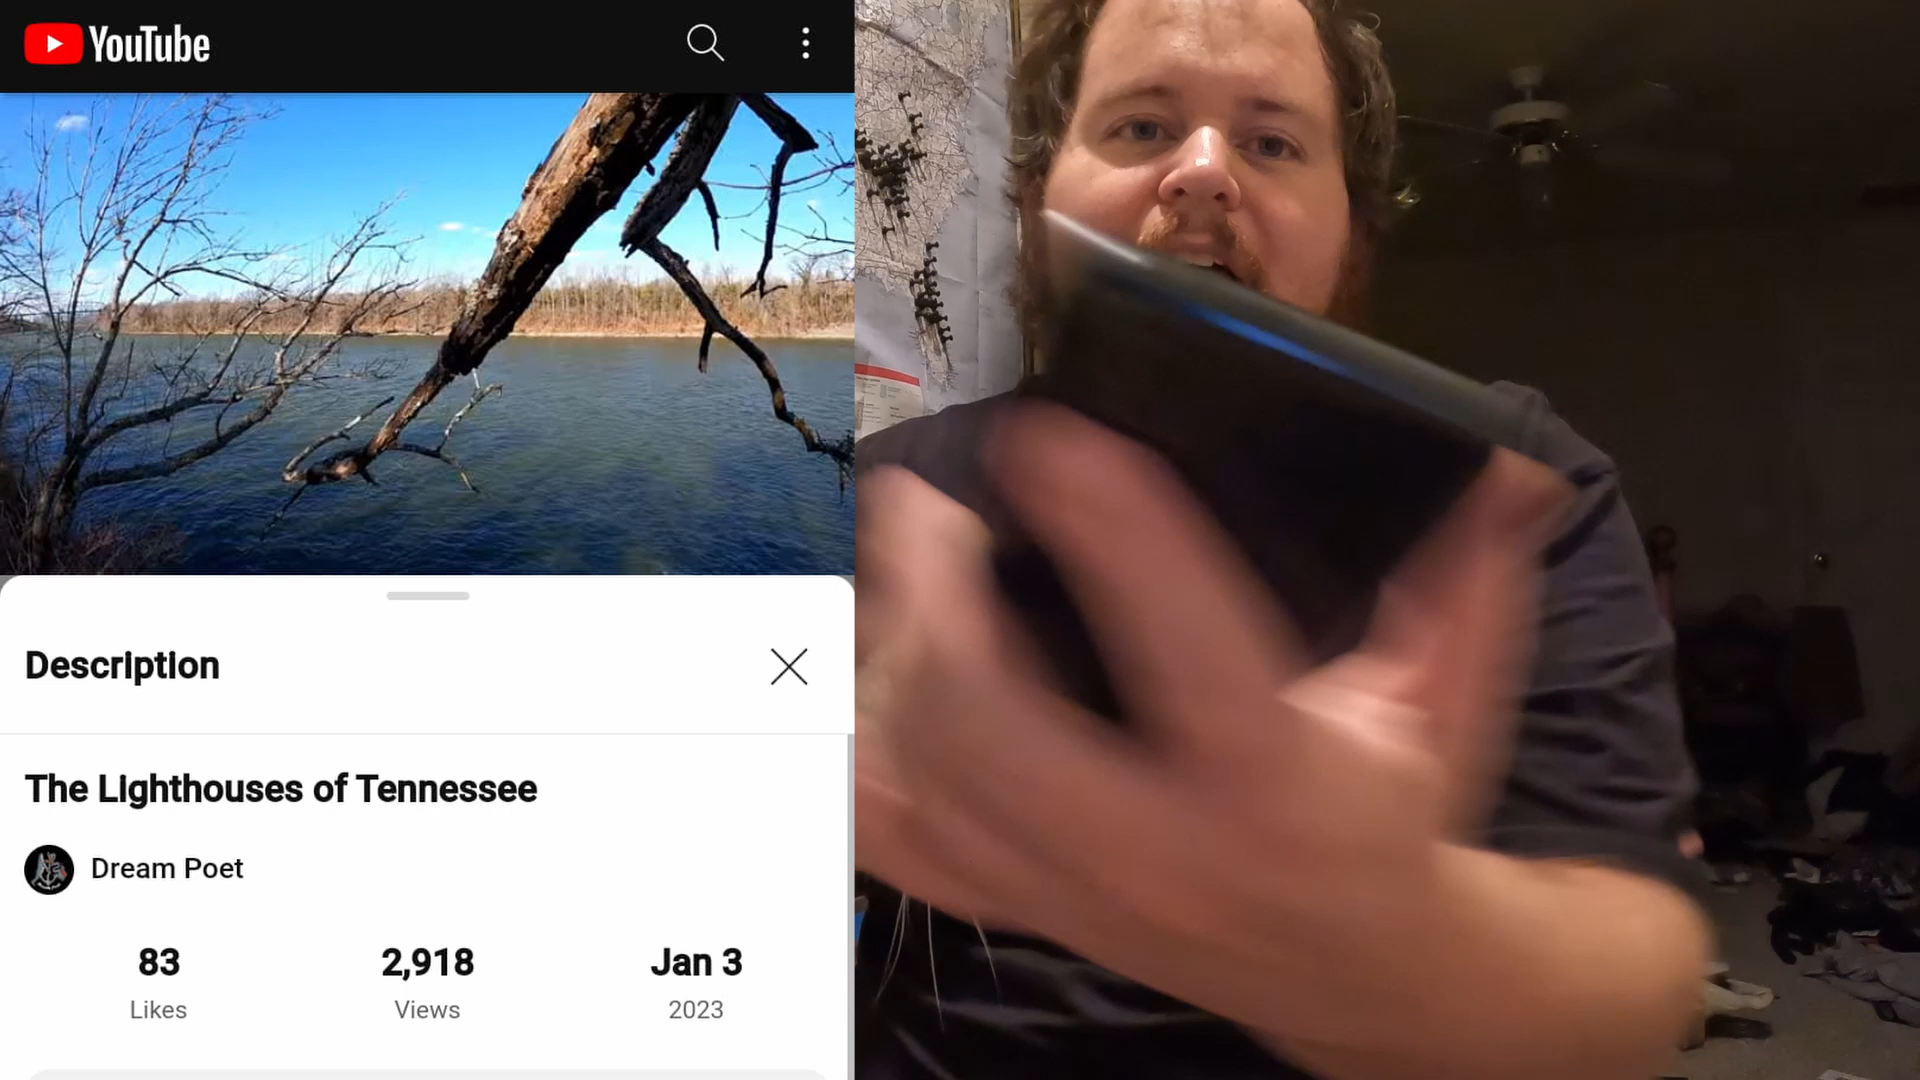 YouTube
Description
The Lighthouses of Tennessee
Dream Poet
83
2,918
Jan 3
Likes
Views
2023